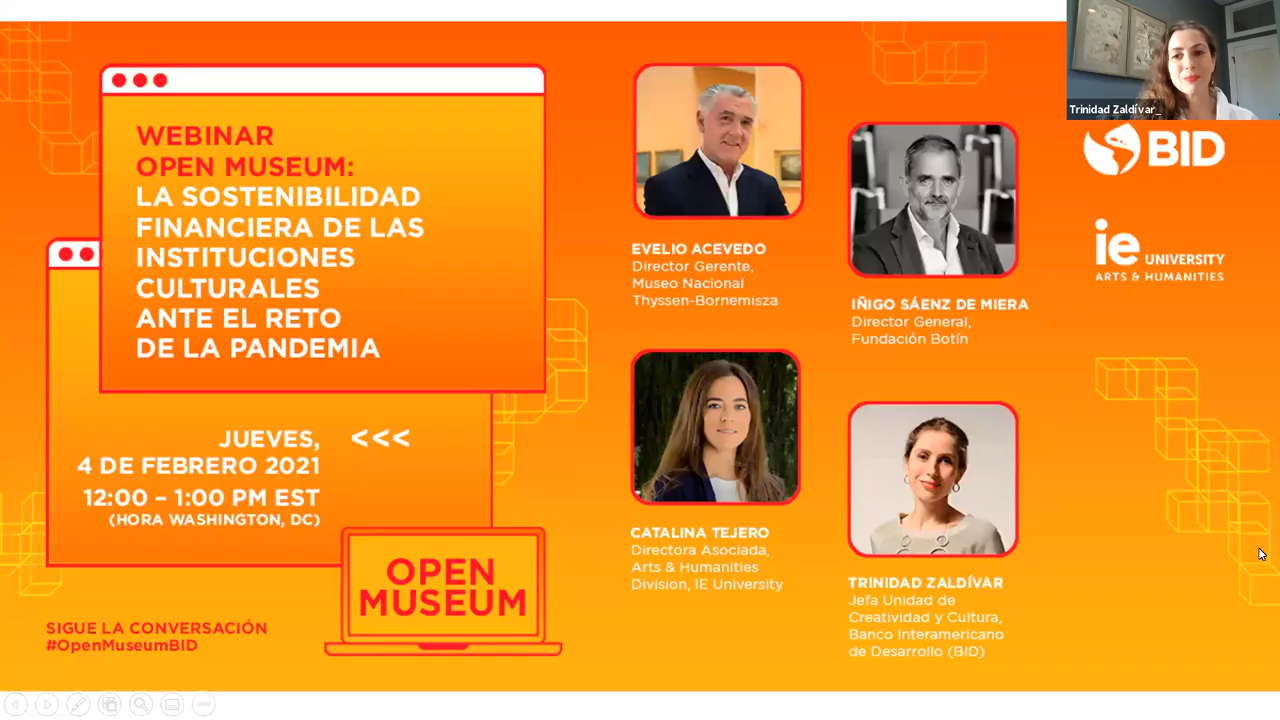 WEBINAR
OPEN MUSEUM:
LA SOSTENIBILIDAD
FINANCIERA DE LAS
INSTITUCIONES
CULTURALES
ANTE EL RETO
DE LA PANDEMIA
JUEVES, <<<
4 DE FEBRERO 2021
12:00 – 1:00 PM EST
(HORA WASHINGTON, DC)
OPEN
MUSEUM
SIGUE LA CONVERSACIÓN
#OpenMuseumBID
EVELIO ACEVEDO
Director Gerente,
Museo Nacional
Thyssen-Bornemisza
IÑIGO SÁENZ DE MIERA
Director General,
Fundación Botín
CATALINA TEJERO
Directora Asociada,
Arts & Humanities
Division, IE University
TRINIDAD ZALDÍVAR
Jefa Unidad de
Creatividad y Cultura,
Banco Interamericano
de Desarrollo (BID)
Trinidad Zaldívar_
BID
ie UNIVERSITY
ARTS & HUMANITIES